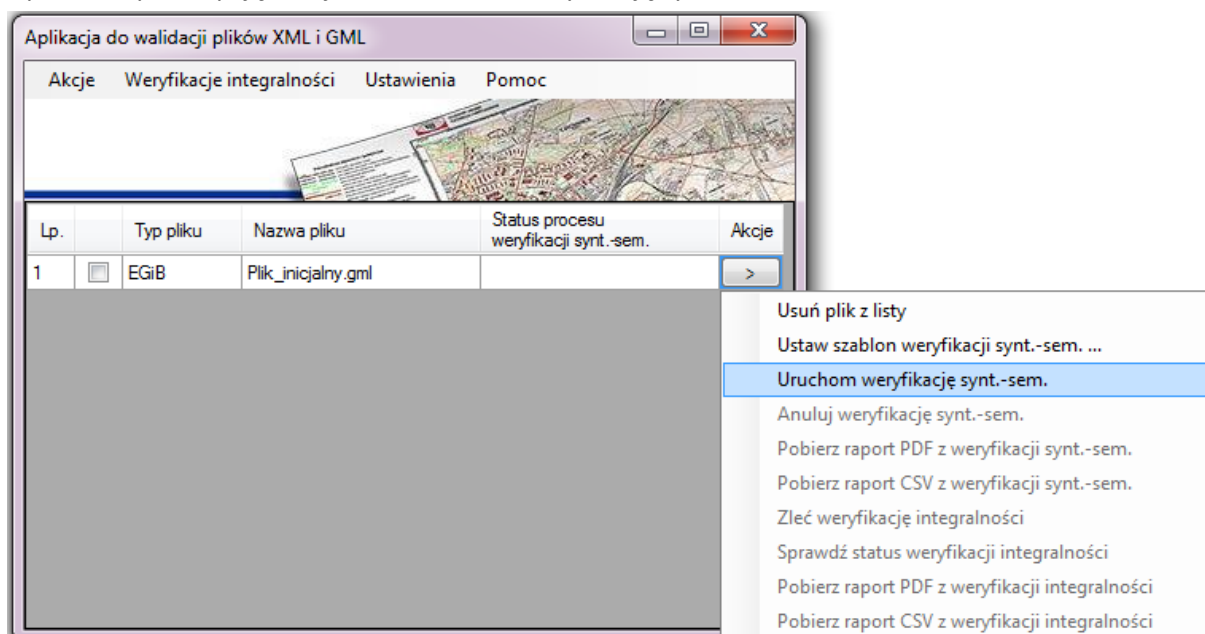 Aplikacja do walidacji plików XML i GML
Akcje Weryfikacje integralności Ustawienia Pomoc
Lp. Typ pliku Nazwa pliku Status procesu weryfikacji synt.-sem. Akcje
1 EGiB Plik_inicjalny.gml >
Usuń plik z listy
Ustaw szablon weryfikacji synt.-sem. ...
Uruchom weryfikację synt.-sem.
Anuluj weryfikację synt.-sem.
Pobierz raport PDF z weryfikacji synt.-sem.
Pobierz raport CSV z weryfikacji synt.-sem.
Zleć weryfikację integralności
Sprawdź status weryfikacji integralności
Pobierz raport PDF z weryfikacji integralności
Pobierz raport CSV z weryfikacji integralności